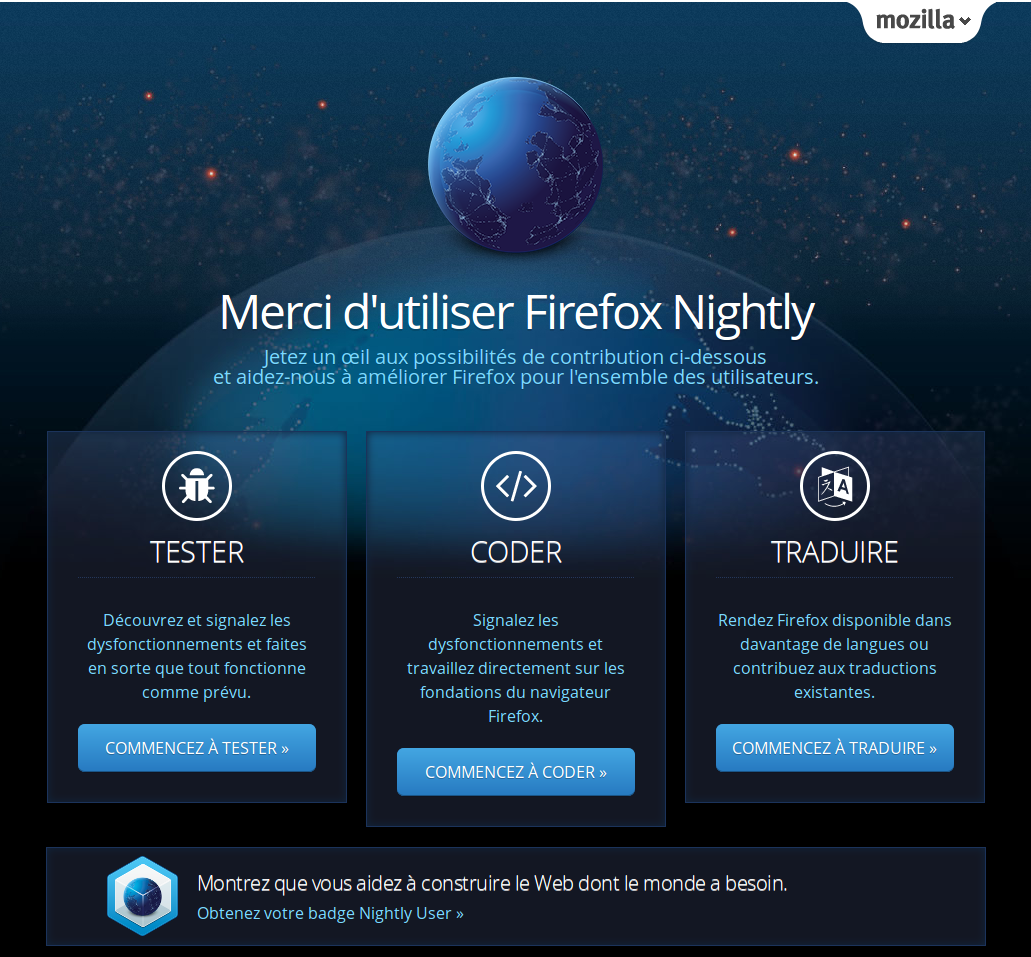 mozilla
Merci d'utiliser Firefox Nightly
Jetez un œil aux possibilités de contribution ci-dessous
et aidez-nous à améliorer Firefox pour l'ensemble des utilisateurs.
TESTER
Découvrez et signalez les
dysfonctionnements et faites
en sorte que tout fonctionne
comme prévu.
COMMENCEZ À TESTER »
CODER
Signalez les
dysfonctionnements et
travaillez directement sur les
fondations du navigateur
Firefox.
COMMENCEZ À CODER »
A
TRADUIRE
Rendez Firefox disponible dans
davantage de langues ou
contribuez aux traductions
existantes.
COMMENCEZ À TRADUIRE »
Montrez que vous aidez à construire le Web dont le monde a besoin.
Obtenez votre badge Nightly User »